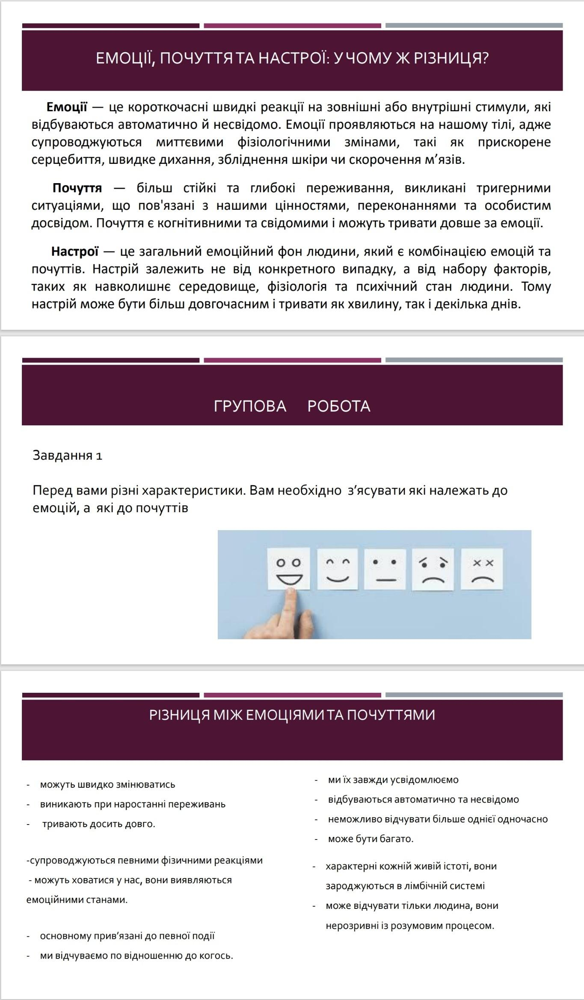 ЕМОЦІЇ, ПОЧУТТЯ ТА НАСТРОЇ: У ЧОМУ Ж РІЗНИЦЯ?
Емоції — це короткочасні швидкі реакції на зовнішні або внутрішні стимули, які
відбуваються автоматично й несвідомо. Емоції проявляються на нашому тілі, адже
супроводжуються миттєвими фізіологічними змінами, такі як прискорене
серцебиття, швидке дихання, збліднення шкіри чи скорочення м’язів.
Почуття — більш стійкі та глибокі переживання, викликані тригерними
ситуаціями, що пов'язані з нашими цінностями, переконаннями та особистим
досвідом. Почуття є когнітивними та свідомими і можуть тривати довше за емоції.
Настрої — це загальний емоційний фон людини, який є комбінацією емоцій та
почуттів. Настрій залежить не від конкретного випадку, а від набору факторів,
таких як навколишнє середовище, фізіологія та психічний стан людини. Тому
настрій може бути більш довгочасним і тривати як хвилину, так і декілька днів.
ГРУПОВА РОБОТА
Завдання 1
Перед вами різні характеристики. Вам необхідно з’ясувати які належать до
емоцій, а які до почуттів
РІЗНИЦЯ МІЖ ЕМОЦІЯМИ ТА ПОЧУТТЯМИ
- можуть швидко змінюватись
- виникають при наростанні переживань
- тривають досить довго.
-супроводжуються певними фізичними реакціями
- можуть ховатися у нас, вони виявляються
емоційними станами.
- основному прив’язані до певної події
- ми відчуваємо по відношенню до когось.
- ми їх завжди усвідомлюємо
- відбуваються автоматично та несвідомо
- неможливо відчувати більше однієї одночасно
- може бути багато.
- характерні кожній живій істоті, вони
зароджуються в лімбічній системі
- може відчувати тільки людина, вони
нерозривні із розумовим процесом.